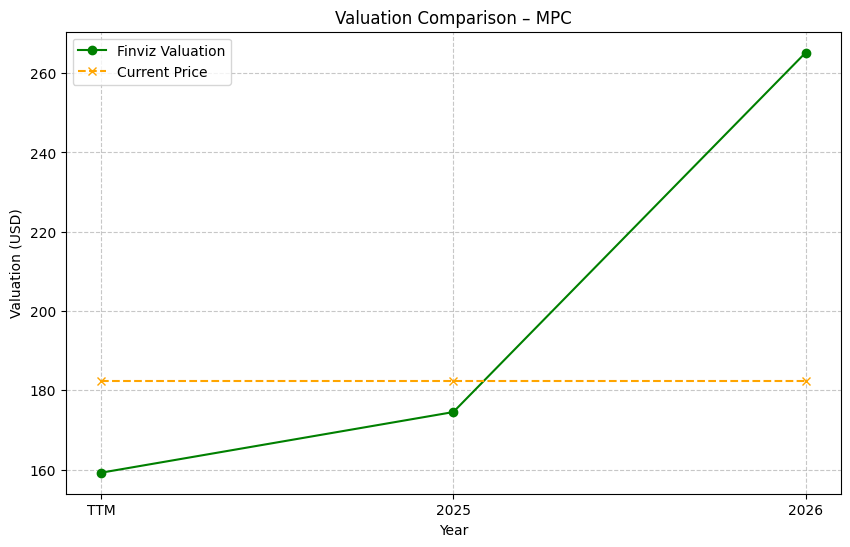 Valuation Comparison – MPC
Finviz Valuation
Current Price
Valuation (USD)
260
240
220
200
180
160
TTM
2025
2026
Year